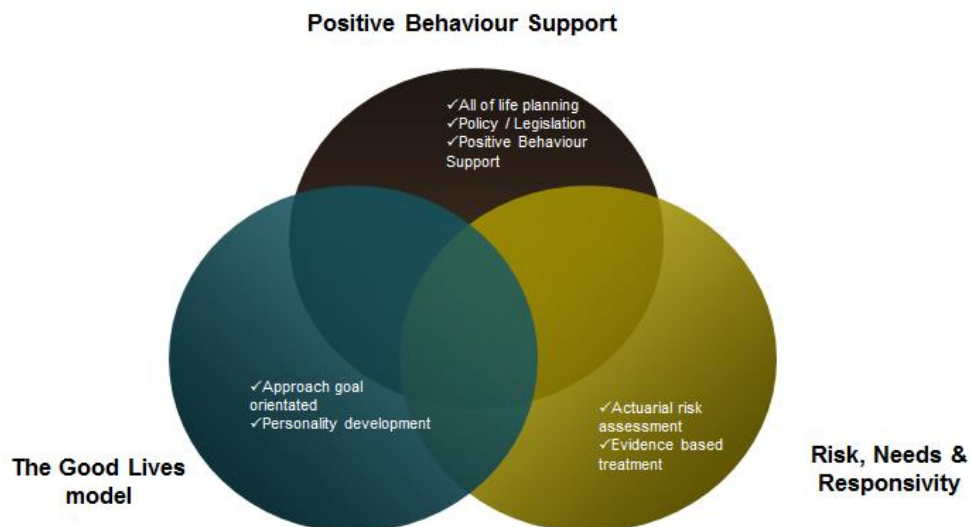 Positive Behaviour Support
✓All of life planning
✓Policy / Legislation
✓Positive Behaviour
Support
✓Approach goal
orientated
✓Personality development
✓Actuarial risk
assessment
✓Evidence based
treatment
The Good Lives
model
Risk, Needs &
Responsivity